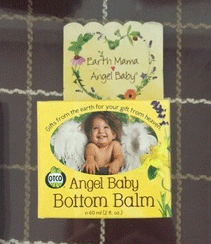 Earth Mama
Angel Baby
Gifts from the earth for your gift from heaven
OTCO
Angel Baby
Bottom Balm
60 ml (2 fl. oz.)